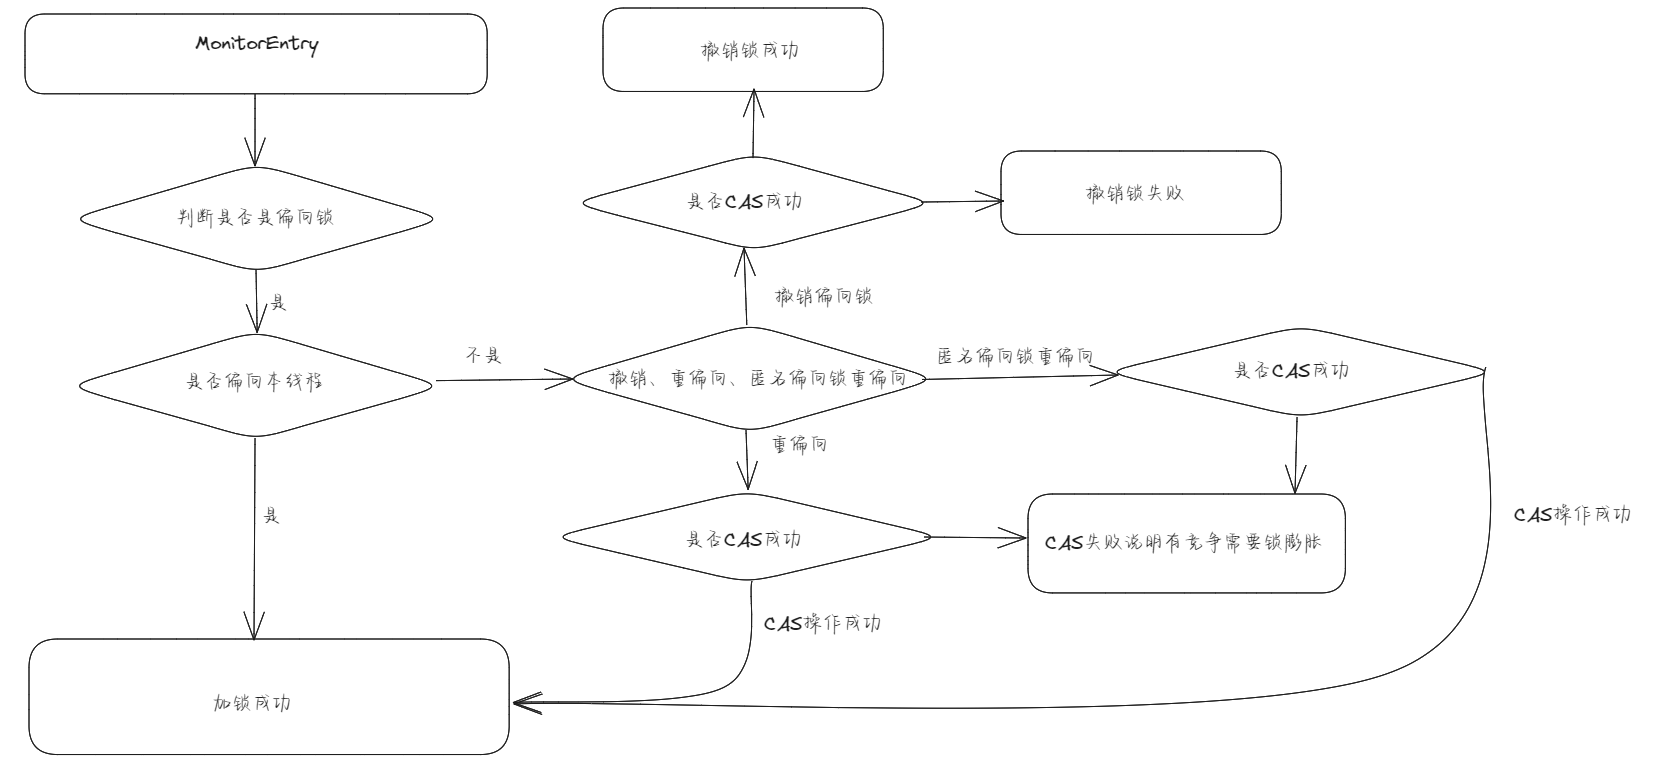 MonitorEntry
撤销锁成功
是否CAS成功
撤销锁失败
判断是否是偏向锁
是
撤销偏向锁
不是
匿名偏向锁重偏向
是否偏向本线程
撤销、重偏向、匿名偏向锁重偏向
是否CAS成功
重偏向
是
是否CAS成功
CAS失败说明有竞争需要锁膨胀
CAS操作成功
CAS操作成功
加锁成功